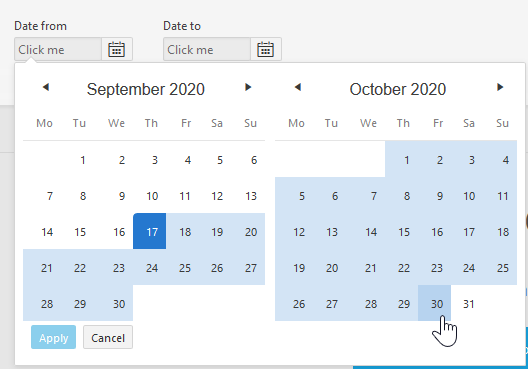 Date from Date to
Click me Click me
September 2020 October 2020
Mo Tu We Th Fr Sa Su Mo Tu We Th Fr Sa Su
1 2 3 4 5 6 1 2 3 4
7 8 9 10 11 12 13 5 6 7 8 9 10 11
14 15 16 17 18 19 20 12 13 14 15 16 17 18
21 22 23 24 25 26 27 19 20 21 22 23 24 25
28 29 30 26 27 28 29 30 31
Apply Cancel